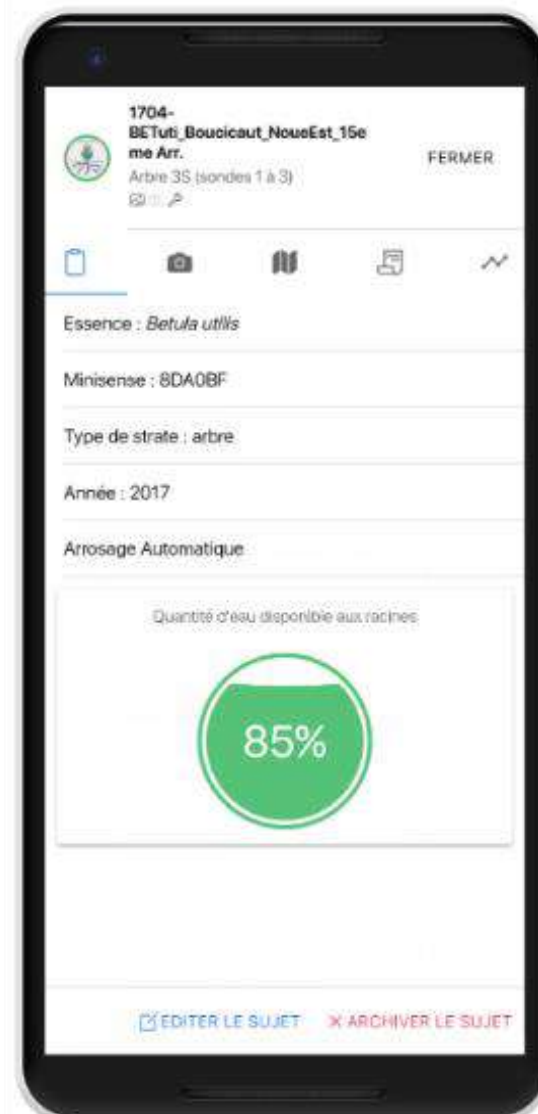 1704-
BETuti_Boucicaut_NoueEst_15e
me Arr.
Arbre 3S (sondes 1 à 3)
FERMER
Essence : Betula utilis
Minisense : 8DA0BF
Type de strate : arbre
Année : 2017
Arrosage Automatique
Quantité d'eau disponible aux racines
85%
EDITER LE SUJET
ARCHIVER LE SUJET